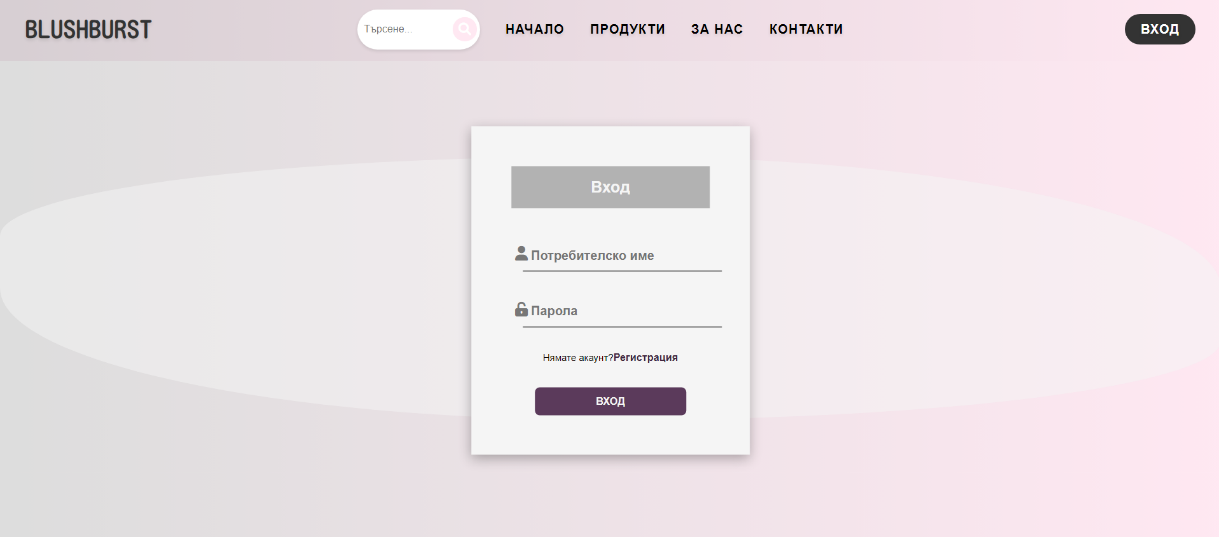 BLUSHBURST
Търсене...
НАЧАЛО
ПРОДУКТИ
ЗА НАС
КОНТАКТИ
ВХОД
Вход
Потребителско име
Парола
Нямате акаунт?Регистрация
ВХОД